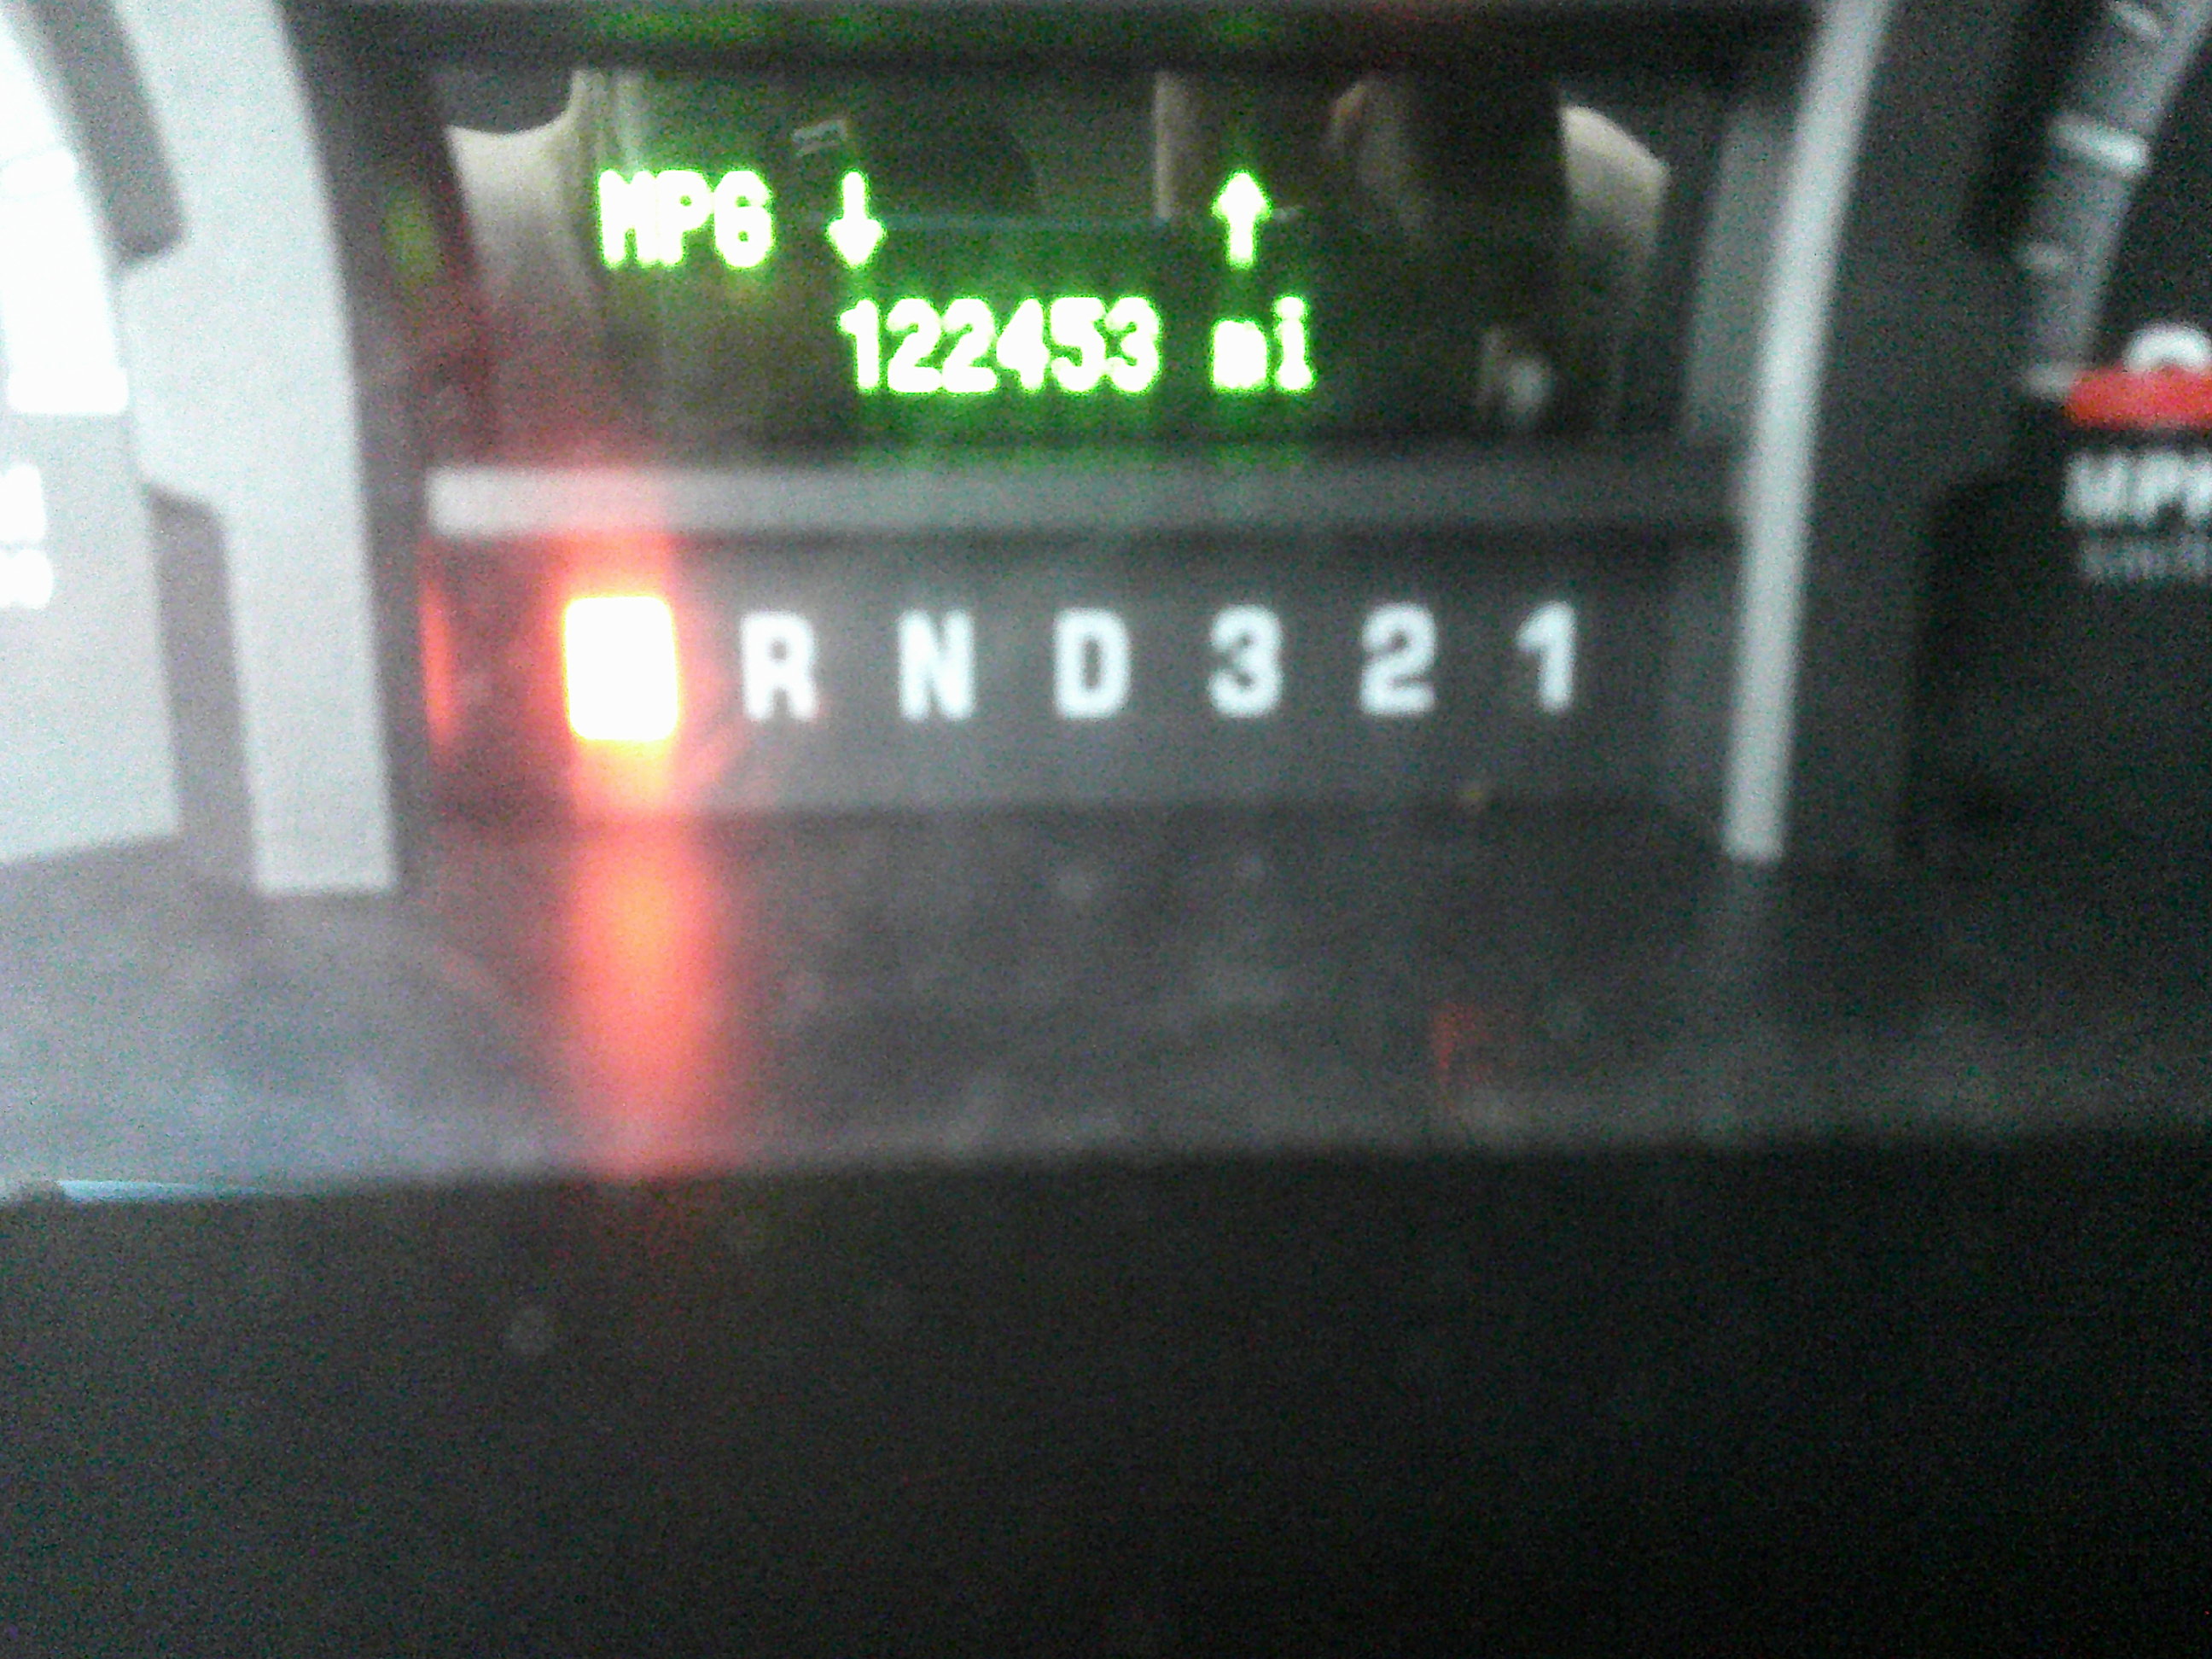 MPG ↓ ↑
122453 mi
R N D 3 2 1